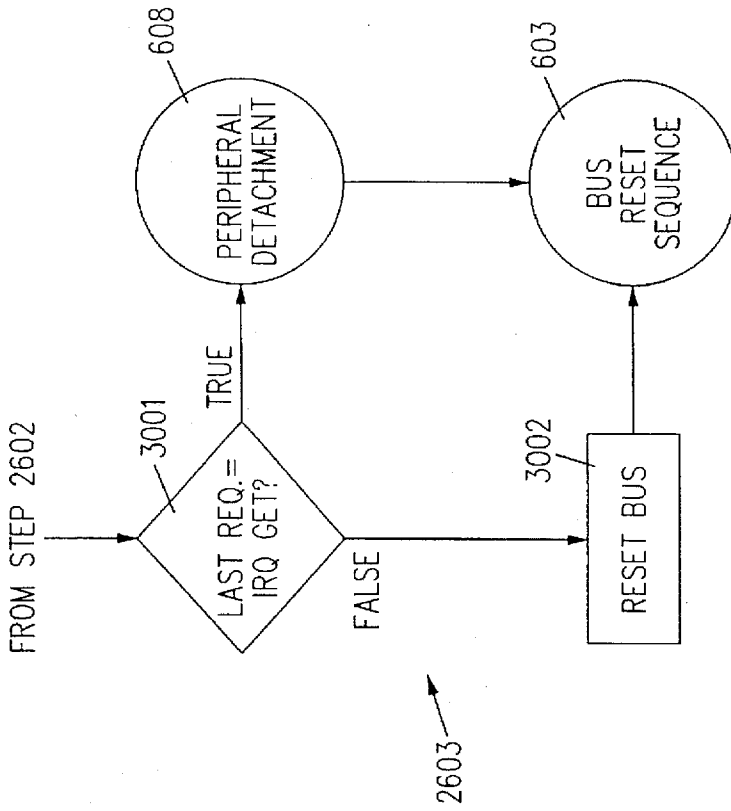 FROM STEP 2602
3001
LAST REQ.=
IRQ GET?
TRUE
FALSE
608
PERIPHERAL
DETACHMENT
3002
RESET BUS
603
BUS
RESET
SEQUENCE
2603